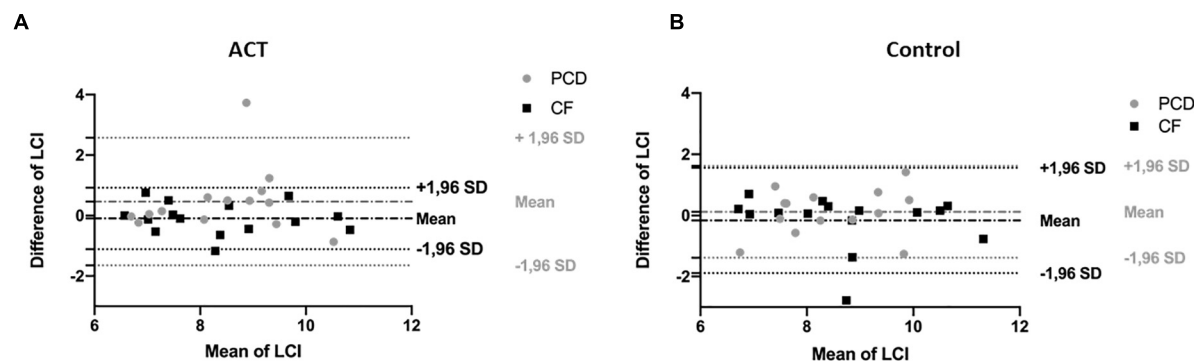 A
ACT
PCD
CF
Difference of LCI
4
2
0
-2
6
8
10
12
Mean of LCI
+ 1,96 SD
+1,96 SD
Mean
Mean
-1,96 SD
-1,96 SD
B
Control
PCD
CF
Difference of LCI
4
2
0
-2
6
8
10
12
Mean of LCI
+1,96 SD
+1,96 SD
Mean
Mean
-1,96 SD
-1,96 SD